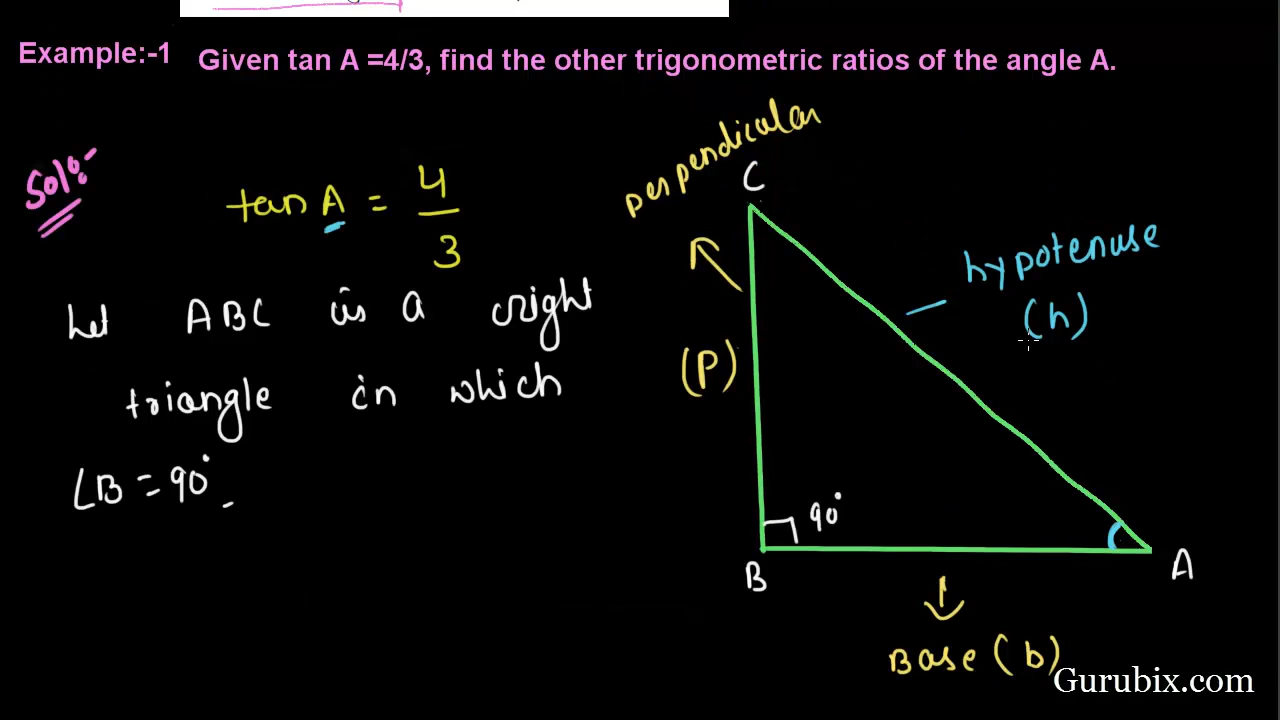 Example:-1 Given tan A =4/3, find the other trigonometric ratios of the angle A.
Sol:-
tan A = 4/3
Let ABC is a right
triangle in which
∠B = 90°
perpendicular
(P)
C
hypotenuse
(h)
90°
B
A
Base (b)
Gurubix.com